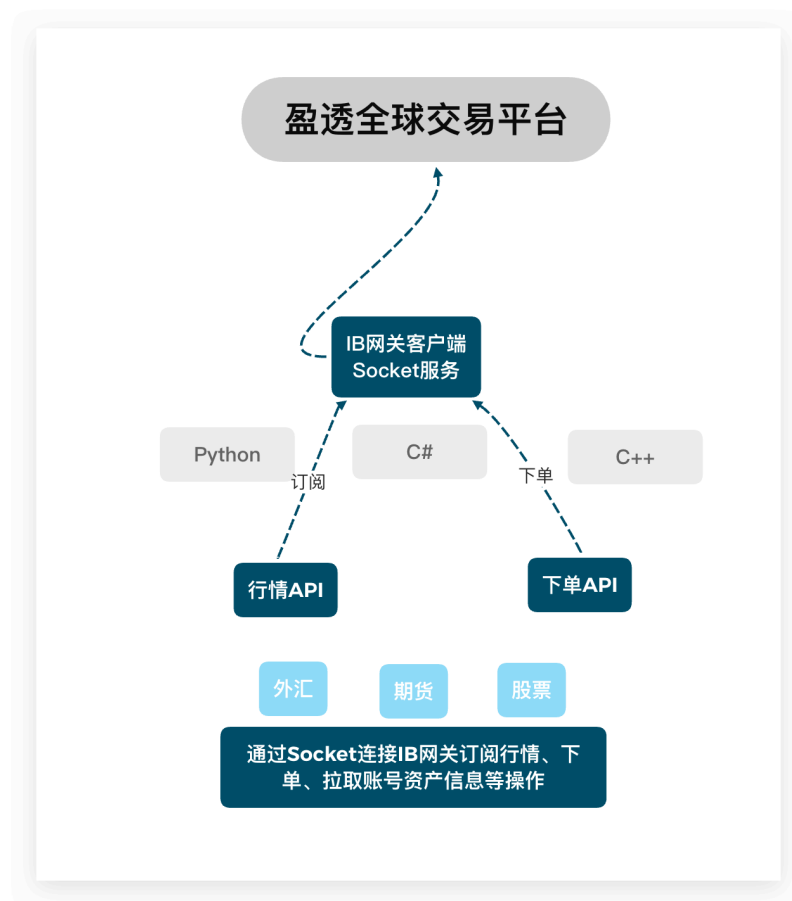 盈透全球交易平台
IB网关客户端
Socket服务
Python
C#
C++
订阅
下单
行情API
下单API
外汇
期货
股票
通过Socket连接IB网关订阅行情、下
单、拉取账号资产信息等操作